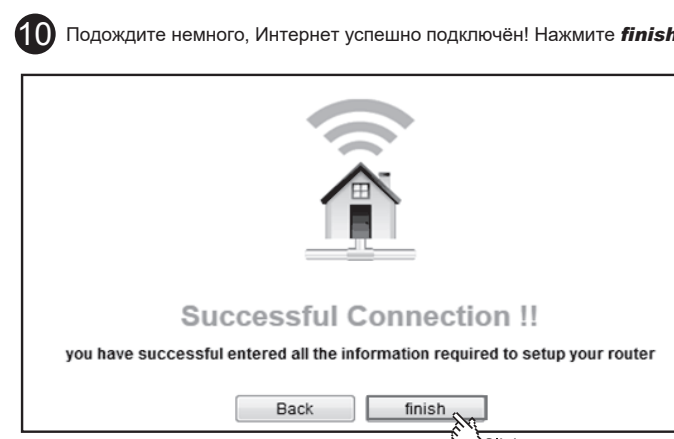 10 Подождите немного, Интернет успешно подключён! Нажмите finish
Successful Connection !!
you have successful entered all the information required to setup your router
Back finish